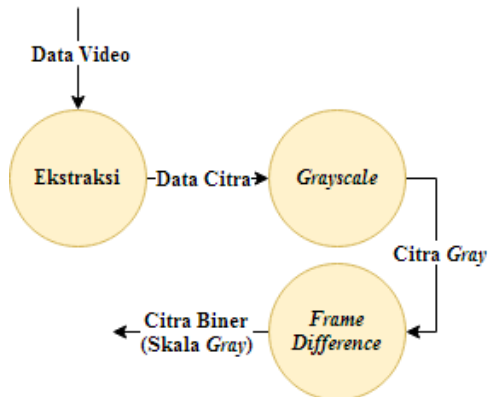 Data Video
Ekstraksi
Data Citra
Grayscale
Citra Gray
Frame
Difference
Citra Biner
(Skala Gray)